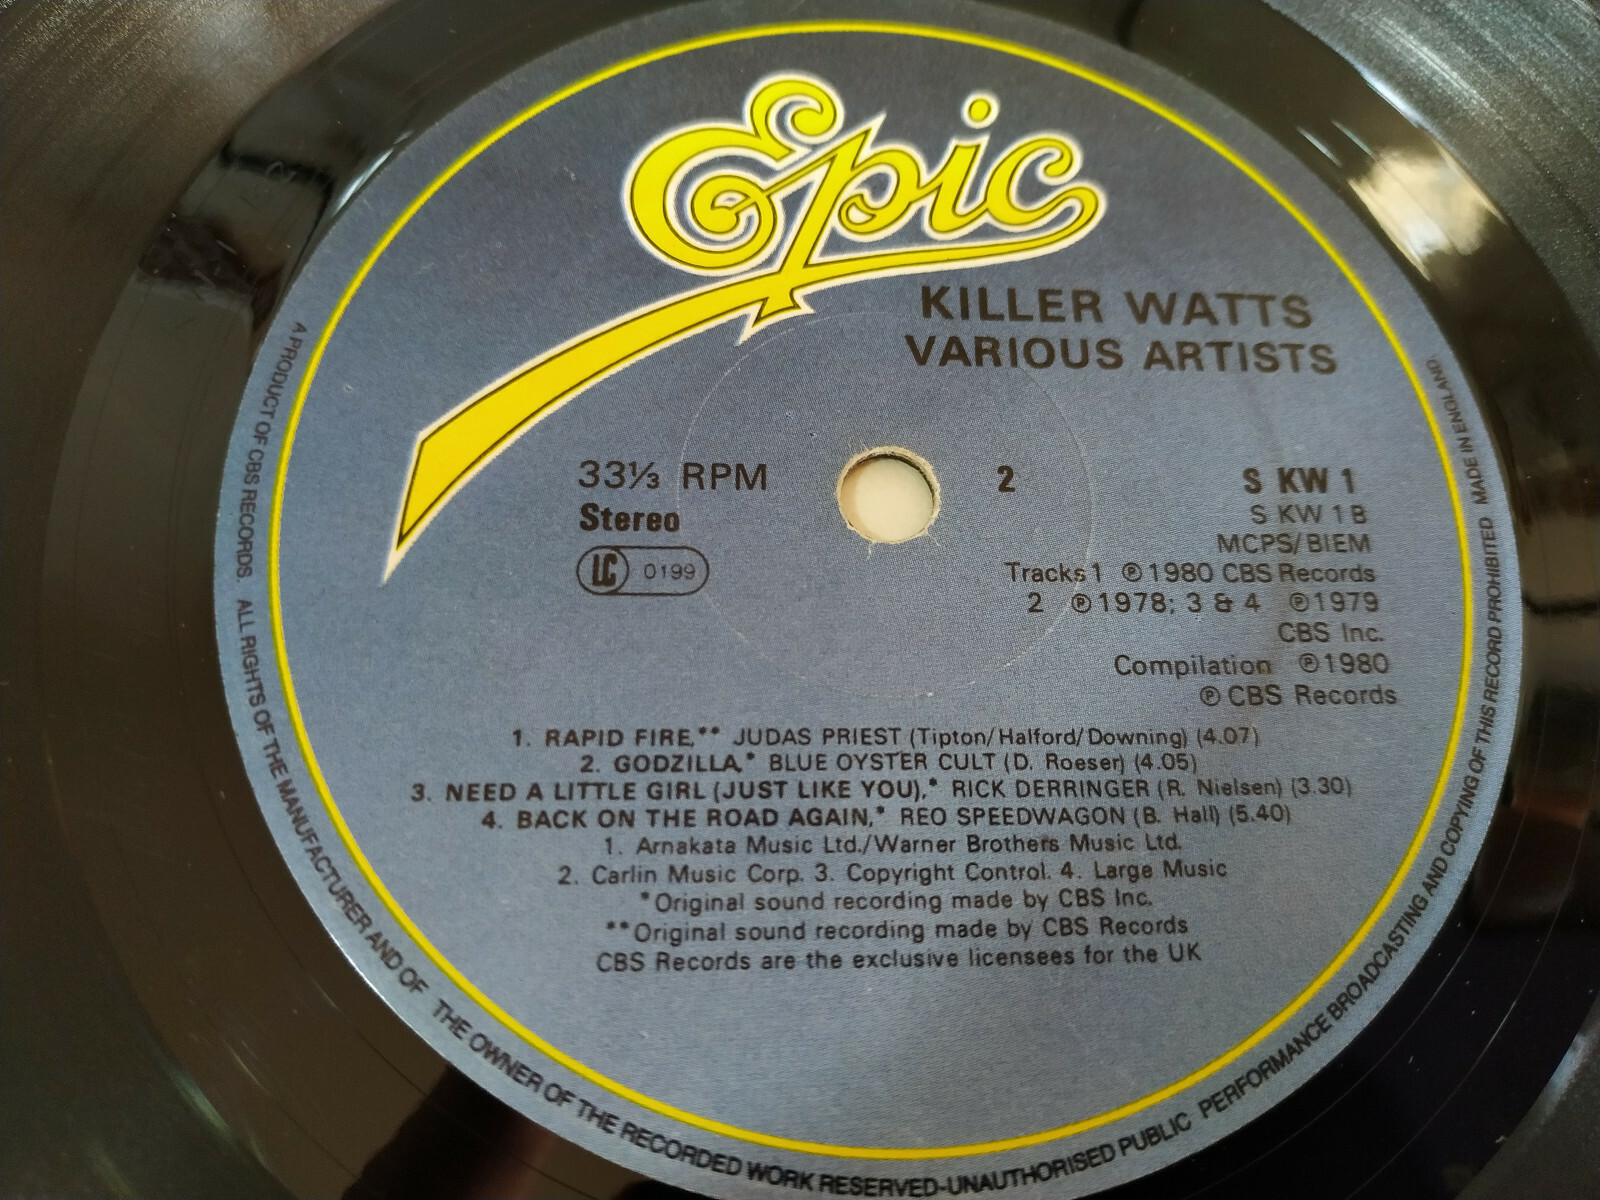 Epic
KILLER WATTS
VARIOUS ARTISTS
33⅓ RPM
Stereo
LC 0199
2
S KW 1
S KW 1 B
MCPS/BIEM
Tracks 1 ℗1980 CBS Records
2 ℗1978; 3 & 4 ℗1979
CBS Inc.
Compilation ℗1980
℗ CBS Records
1. RAPID FIRE,** JUDAS PRIEST (Tipton/Halford/Downing) (4.07)
2. GODZILLA,* BLUE OYSTER CULT (D. Roeser) (4.05)
3. NEED A LITTLE GIRL (JUST LIKE YOU),* RICK DERRINGER (R. Nielsen) (3.30)
4. BACK ON THE ROAD AGAIN,* REO SPEEDWAGON (B. Hall) (5.40)
1. Arnakata Music Ltd./Warner Brothers Music Ltd.
2. Carlin Music Corp. 3. Copyright Control. 4. Large Music
*Original sound recording made by CBS Inc.
**Original sound recording made by CBS Records
CBS Records are the exclusive licensees for the UK
A PRODUCT OF CBS RECORDS. ALL RIGHTS OF THE MANUFACTURER AND OF THE OWNER OF THE RECORDED WORK RESERVED-UNAUTHORISED PUBLIC PERFORMANCE BROADCASTING AND COPYING OF THIS RECORD PROHIBITED MADE IN ENGLAND